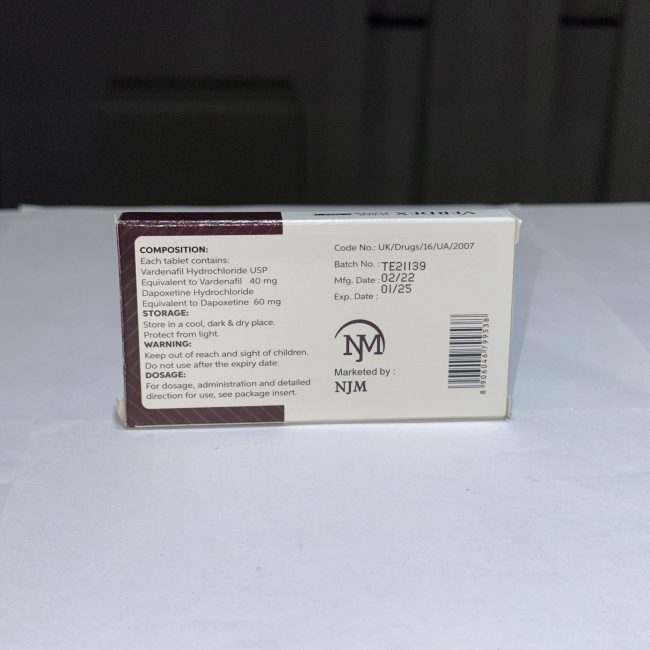 VERDEX
COMPOSITION:
Each tablet contains:
Vardenafil Hydrochloride USP
Equivalent to Vardenafil 40 mg
Dapoxetine Hydrochloride
Equivalent to Dapoxetine 60 mg
STORAGE:
Store in a cool, dark & dry place.
Protect from light.
WARNING:
Keep out of reach and sight of children.
Do not use after the expiry date.
DOSAGE:
For dosage, administration and detailed
direction for use, see package insert.
Code No.: UK/Drugs/16/UA/2007
Batch No. : TE21139
Mfg. Date : 02/22
Exp. Date : 01/25
NJM
Marketed by :
NJM
8 906046 799538